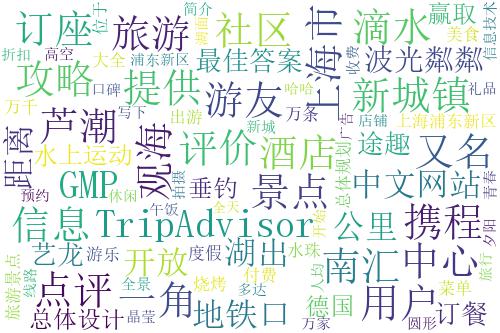 订座
旅游
社区
上海市
滴水
赢取
简介
位于
漫画
美食
信息技术
折扣
高空
大全
浦东新区
最佳答案
收费
波光粼粼
攻略
提供
口碑
礼品
万千
写下
游友
万条
新城镇
芦潮
出游
哈哈
店铺
上海浦东新区
距离
观海
评价
新城
酒店
广告
途趣
又名
水上运动
总体规划
GMP
拍摄
垂钓
景点
中文网站
青春
预约
休闲
全天
信息
TripAdvisor
开始
公里
携程
夕阳
午饭
艺龙
游乐
度假
湖出
水珠
旅行
旅游景点
线路
开放
全景
烧烤
付费
人均
南汇
中心
菜单
点评
一角
多达
地铁口
德国
用户
订餐
总体设计
晶莹
万家
圆形